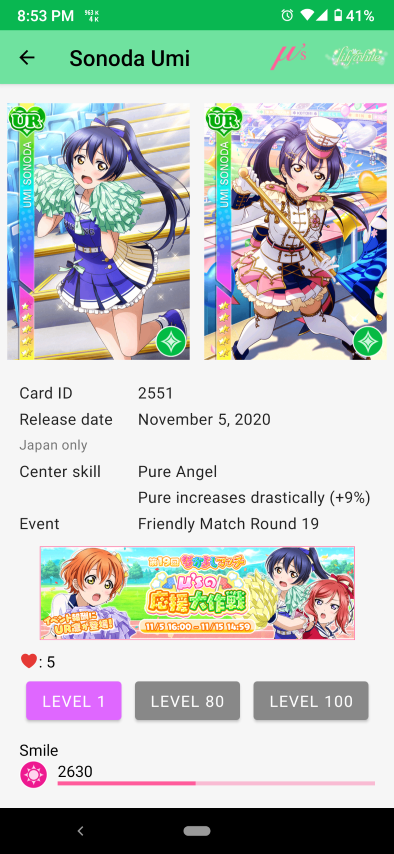 8:53 PM 963 K 4 K 41%
Sonoda Umi μ's
UR UR
UMI SONODA UMI SONODA
Card ID 2551
Release date November 5, 2020
Japan only
Center skill Pure Angel
Pure increases drastically (+9%)
Event Friendly Match Round 19
第19回 なかよしマッチ
μ'sの
応援大作戦
イベント報酬に
UR遂々登場!
11/5 16:00 − 11/15 14:59
: 5
LEVEL 1 LEVEL 80 LEVEL 100
Smile
2630